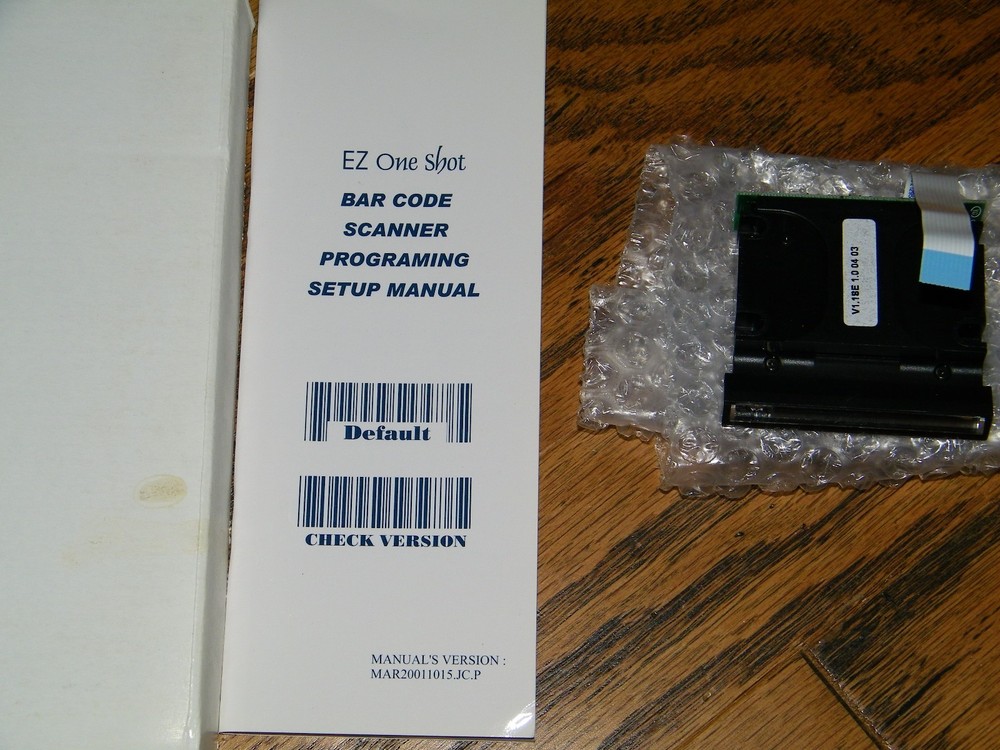 EZ One Shot
BAR CODE
SCANNER
PROGRAMING
SETUP MANUAL
Default
CHECK VERSION
MANUAL'S VERSION :
MAR20011015.JC.P
V1.18E 1.0 04 03